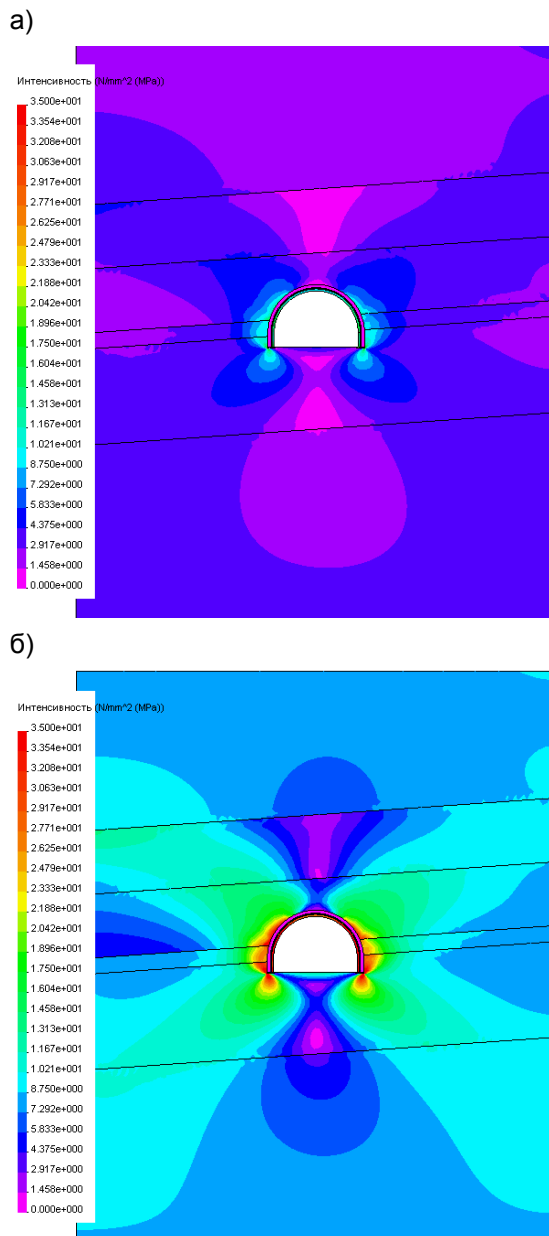 а)
Интенсивность (N/mm^2 (MPa))
3.500e+001
3.354e+001
3.208e+001
3.063e+001
2.917e+001
2.771e+001
2.625e+001
2.479e+001
2.333e+001
2.188e+001
2.042e+001
1.896e+001
1.750e+001
1.604e+001
1.458e+001
1.313e+001
1.167e+001
1.021e+001
8.750e+000
7.292e+000
5.833e+000
4.375e+000
2.917e+000
1.458e+000
0.000e+000
б)
Интенсивность (N/mm^2 (MPa))
3.500e+001
3.354e+001
3.208e+001
3.063e+001
2.917e+001
2.771e+001
2.625e+001
2.479e+001
2.333e+001
2.188e+001
2.042e+001
1.896e+001
1.750e+001
1.604e+001
1.458e+001
1.313e+001
1.167e+001
1.021e+001
8.750e+000
7.292e+000
5.833e+000
4.375e+000
2.917e+000
1.458e+000
0.000e+000